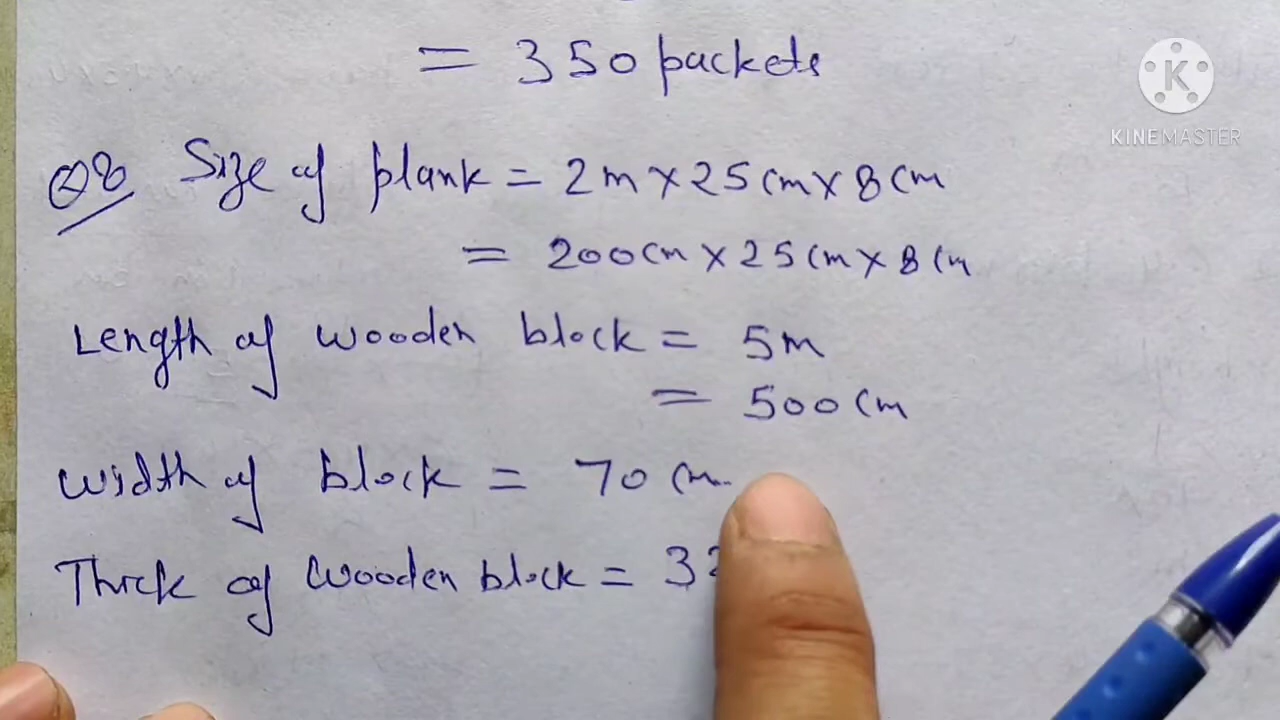 = 350 packets
KINEMASTER
Q8 Size of plank = 2m × 25cm × 8cm
= 200cm × 25cm × 8cm
Length of wooden block = 5m
= 500cm
Width of block = 70cm
Thick of wooden block =